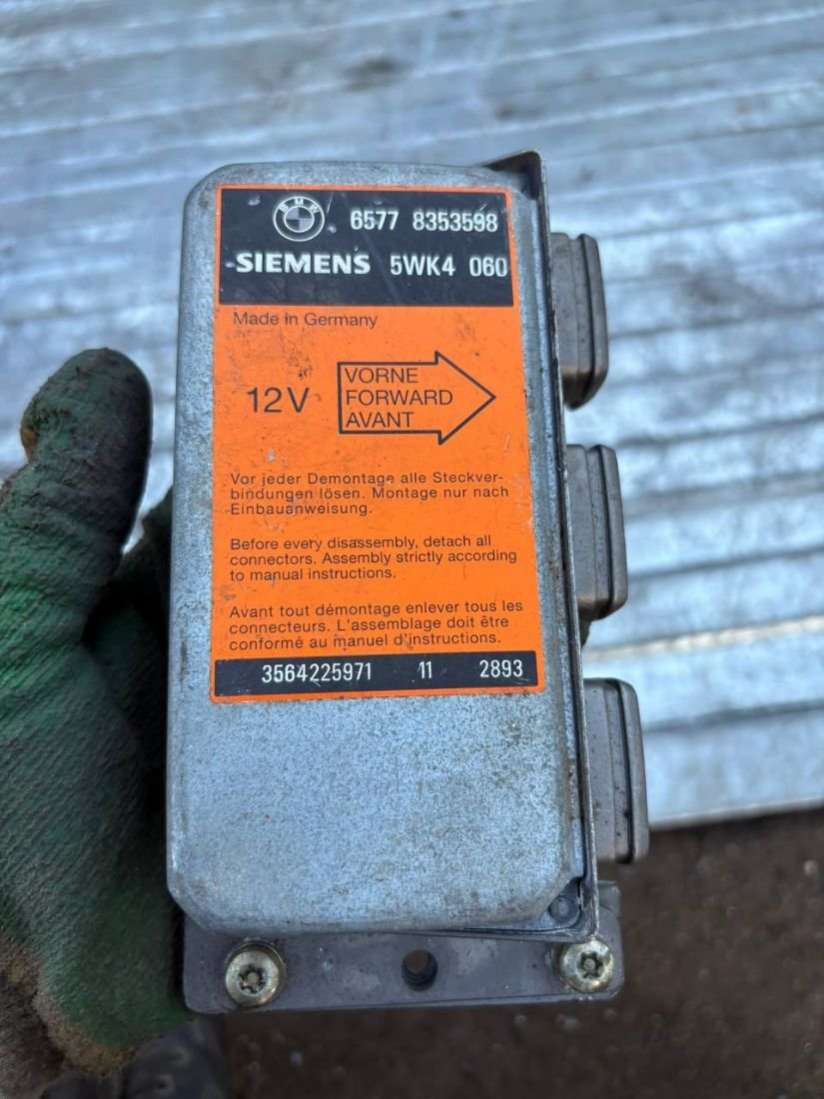 BMW 6577 8353598
SIEMENS 5WK4 060
Made in Germany
12V
VORNE
FORWARD
AVANT
Vor jeder Demontage alle Steckver-
bindungen lösen. Montage nur nach
Einbauanweisung.
Before every disassembly, detach all
connectors. Assembly strictly according
to manual instructions.
Avant tout démontage enlever tous les
connecteurs. L'assemblage doit être
conformé au manuel d'instructions.
3564225971 11 2893